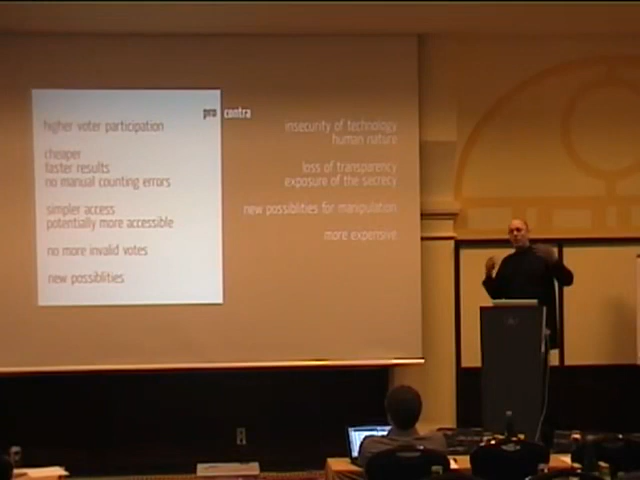 pro contra
higher voter participation
cheaper
faster results
no manual counting errors
simpler access
potentially more accessible
no more invalid votes
new possiblities
insecurity of technology
human nature
loss of transparency
exposure of the secrecy
new possiblities for manipulation
more expensive